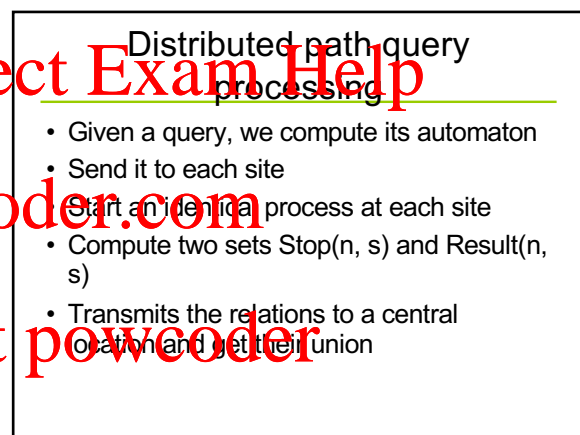 Distributed path query
processing
ect Exam Help
• Given a query, we compute its automaton
• Send it to each site
oder.com
• Start an identical process at each site
• Compute two sets Stop(n, s) and Result(n,
s)
• Transmits the relations to a central
location and get their union
t powcoder